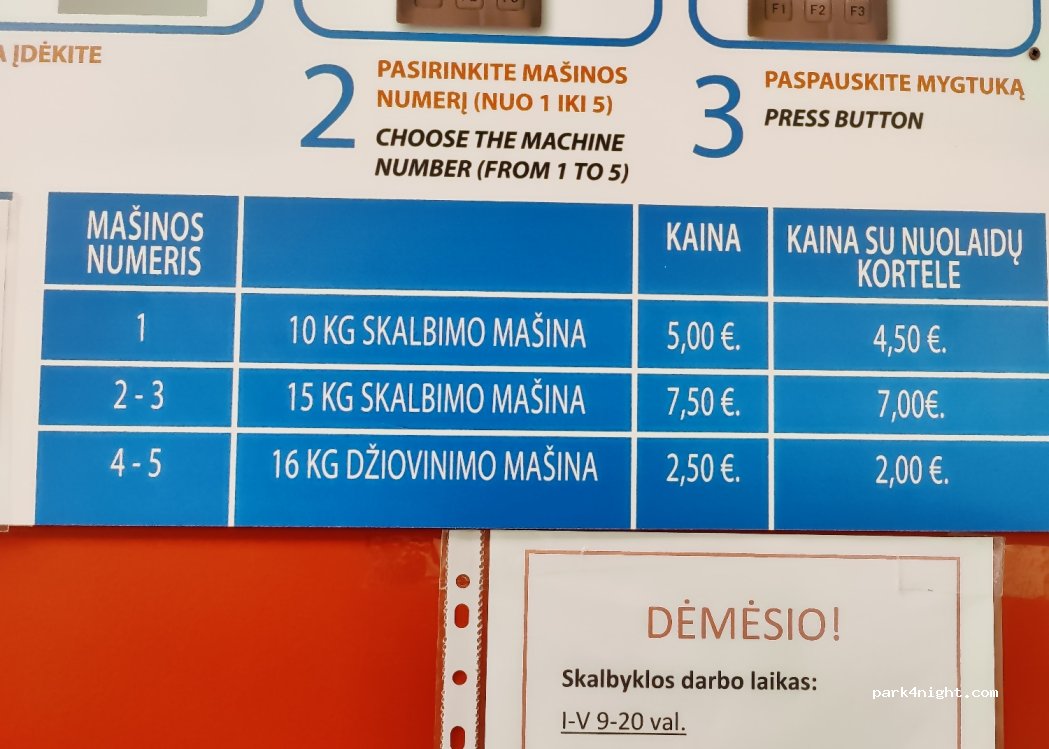 F1 F2 F3
A ĮDĖKITE
2
PASIRINKITE MAŠINOS
NUMERĮ (NUO 1 IKI 5)
CHOOSE THE MACHINE
NUMBER (FROM 1 TO 5)
3
PASPAUSKITE MYGTUKĄ
PRESS BUTTON
MAŠINOS
NUMERIS
KAINA
KAINA SU NUOLAIDŲ
KORTELE
1 10 KG SKALBIMO MAŠINA 5,00 €. 4,50 €.
2 - 3 15 KG SKALBIMO MAŠINA 7,50 €. 7,00€.
4 - 5 16 KG DŽIOVINIMO MAŠINA 2,50 €. 2,00 €.
DĖMĖSIO!
Skalbyklos darbo laikas:
I-V 9-20 val.
park4night.com